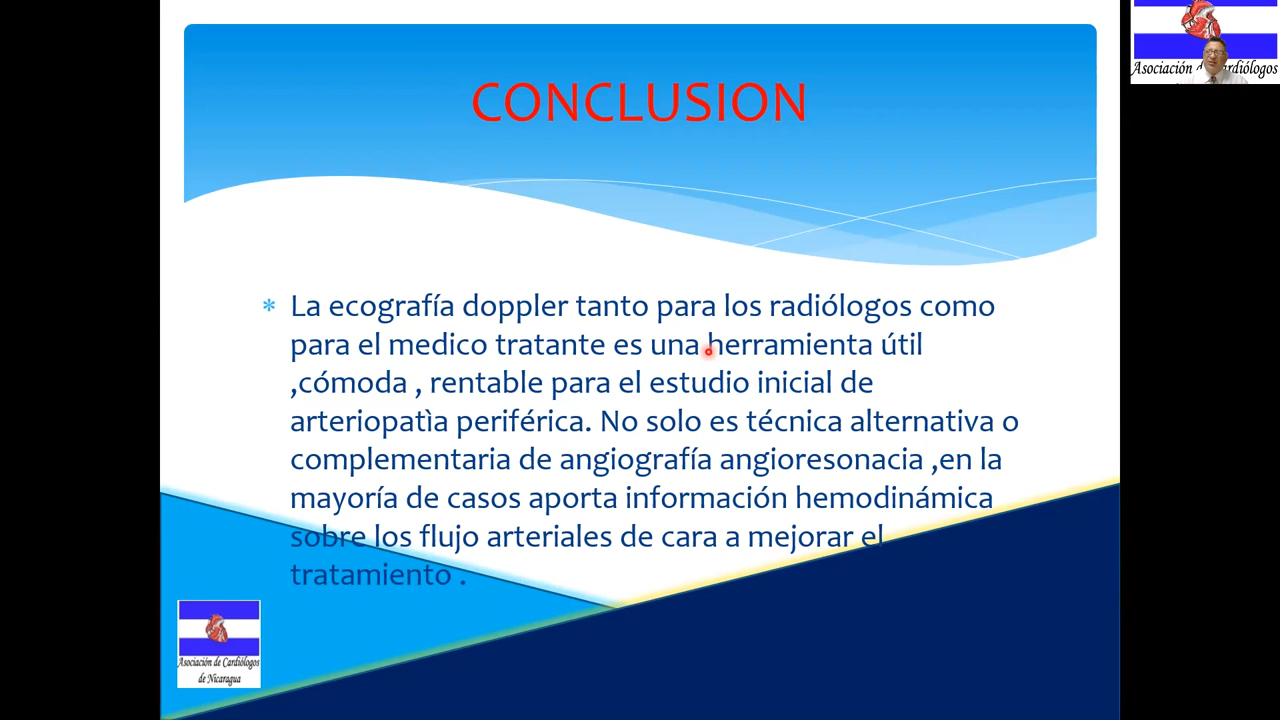 CONCLUSION
Asociación de Cardiólogos
* La ecografía doppler tanto para los radiólogos como
para el medico tratante es una herramienta útil
,cómoda , rentable para el estudio inicial de
arteriopatìa periférica. No solo es técnica alternativa o
complementaria de angiografía angioresonacia ,en la
mayoría de casos aporta información hemodinámica
sobre los flujo arteriales de cara a mejorar el
tratamiento .
Asociación de Cardiólogos
de Nicaragua